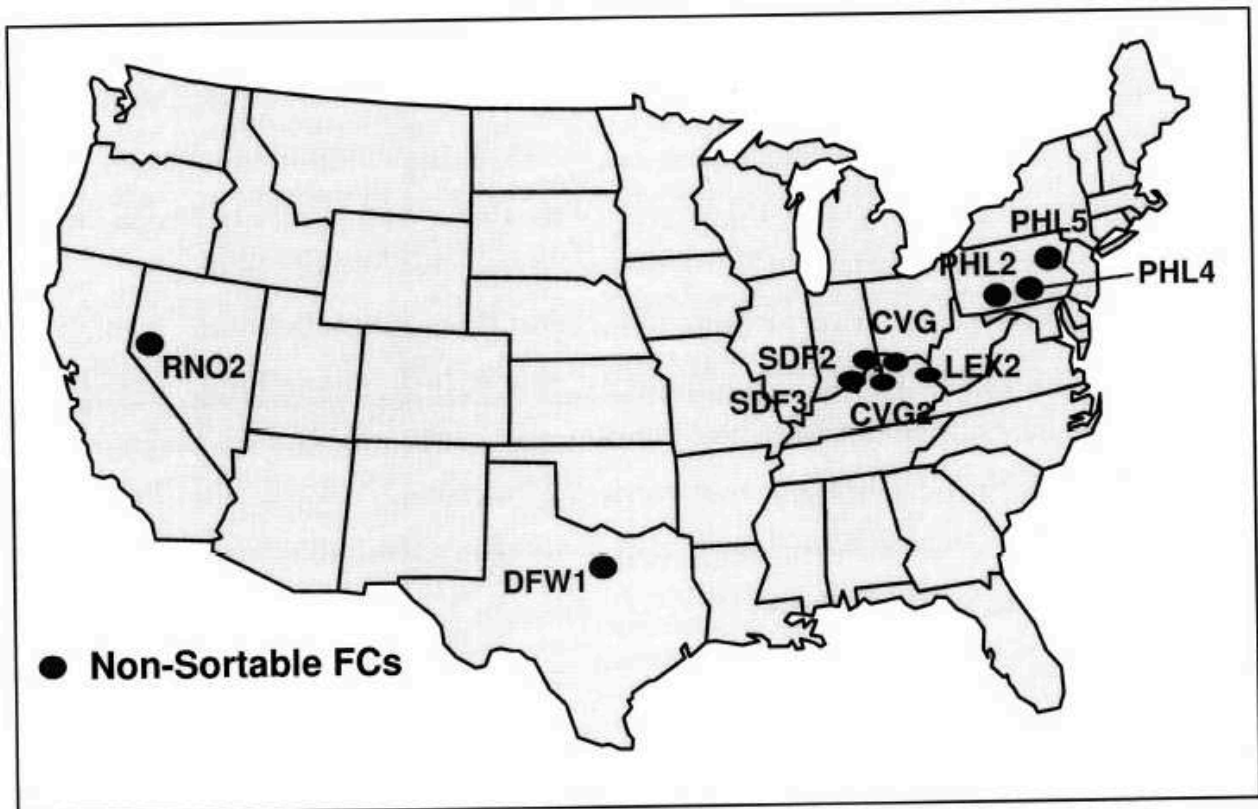 PHL5
PHL2
PHL4
CVG
SDF2
LEX2
RNO2
SDF3
CVG2
DFW1
Non-Sortable FCs